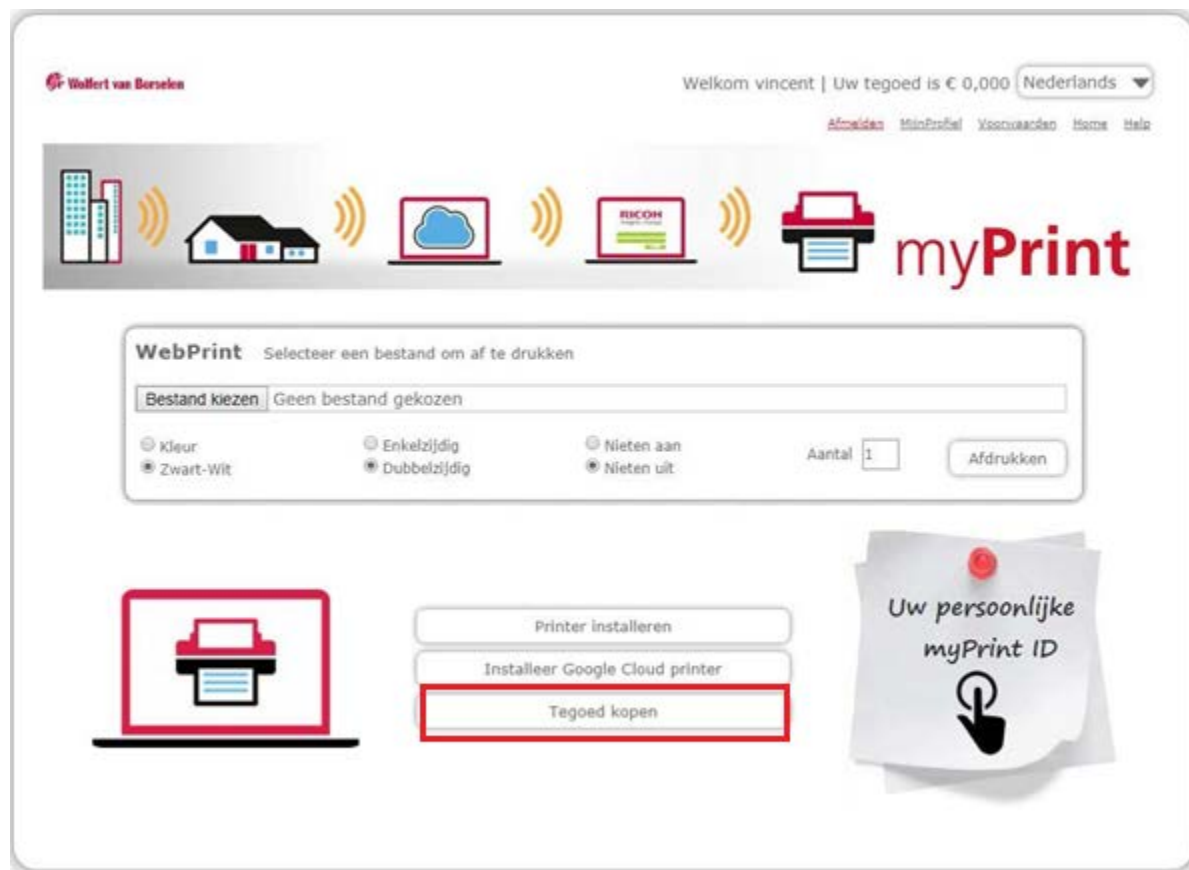 Wolfert van Borselen
Welkom vincent | Uw tegoed is € 0,000 Nederlands
Afmelden MijnProfiel Voorwaarden Home Help
RICOH
myPrint
WebPrint Selecteer een bestand om af te drukken
Bestand kiezen Geen bestand gekozen
Kleur Enkelzijdig Nieten aan
Zwart-Wit Dubbelzijdig Nieten uit
Aantal 1 Afdrukken
Uw persoonlijke
myPrint ID
Printer installeren
Installeer Google Cloud printer
Tegoed kopen